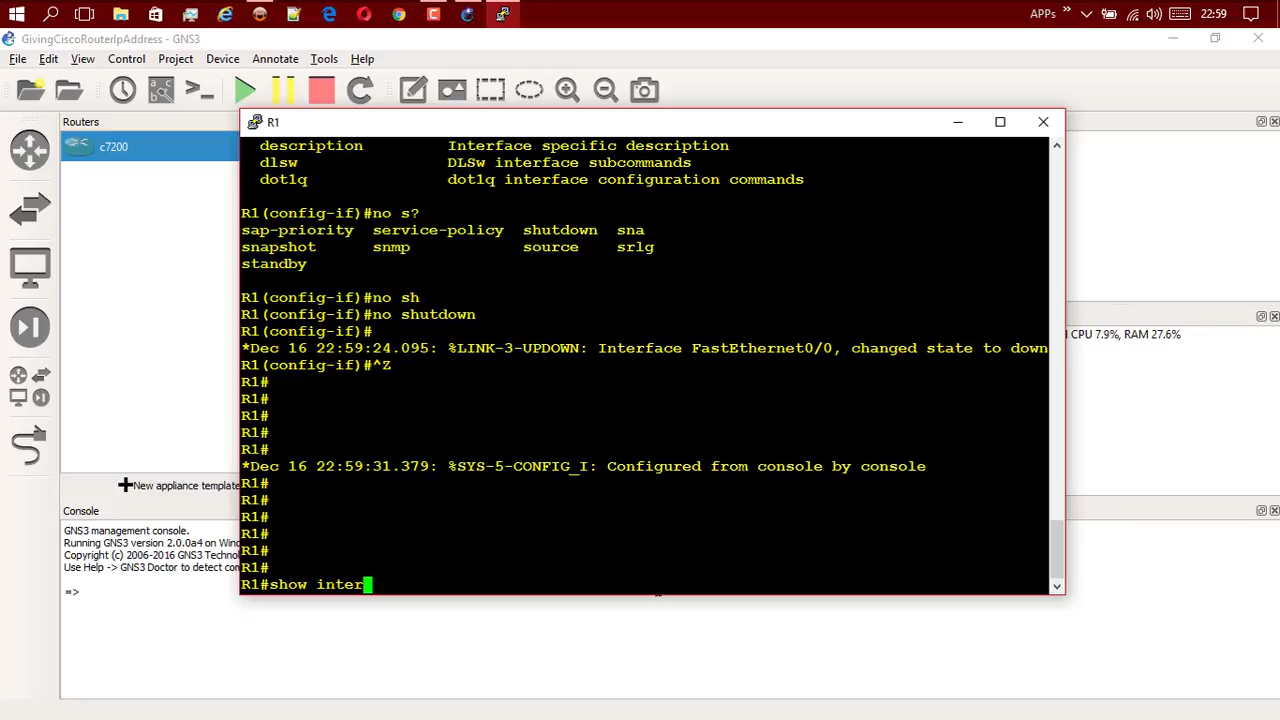 APPs » 22:59
GivingCiscoRouterIpAddress - GNS3
File Edit View Control Project Device Annotate Tools Help
Routers
c7200
R1
description Interface specific description
dlsw DLSw interface subcommands
dot1q dot1q interface configuration commands
R1(config-if)#no s?
sap-priority service-policy shutdown sna
snapshot snmp source srlg
standby
R1(config-if)#no sh
R1(config-if)#no shutdown
R1(config-if)#
*Dec 16 22:59:24.095: %LINK-3-UPDOWN: Interface FastEthernet0/0, changed state to down
R1(config-if)#^Z
R1#
R1#
R1#
R1#
R1#
*Dec 16 22:59:31.379: %SYS-5-CONFIG_I: Configured from console by console
R1#
R1#
R1#
R1#
R1#
R1#
R1#show inter
CPU 7.9%, RAM 27.6%
New appliance template
Console
GNS3 management console.
Running GNS3 version 2.0.0a4 on
Copyright (c) 2006-2016 GNS3
Use Help -> GNS3 Doctor to detect
=>